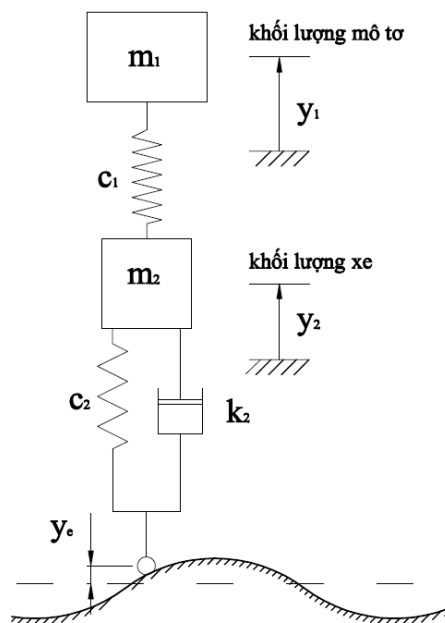 khối lượng mô tơ
m₁
y₁
c₁
khối lượng xe
m₂
y₂
c₂
k₂
yₑ